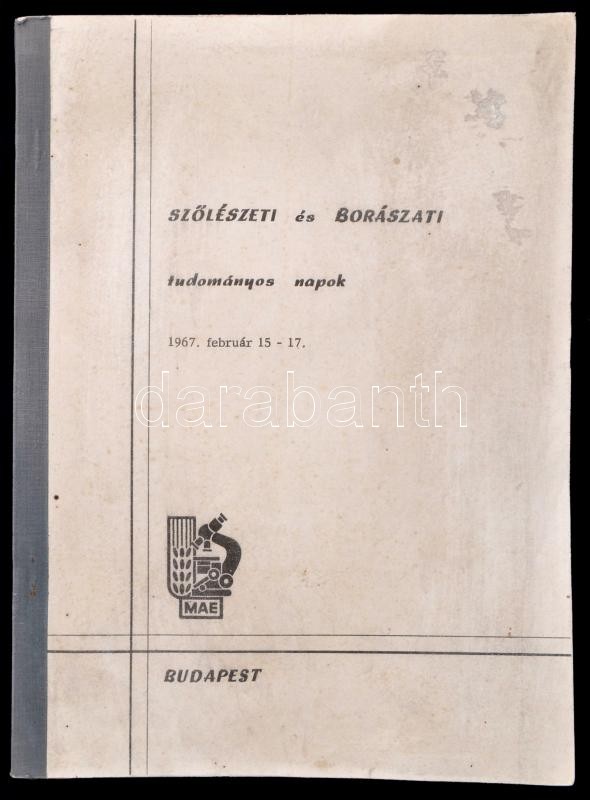 SZŐLÉSZETI és BORÁSZATI
tudományos napok
1967. február 15 - 17.
darabanth
MAE
BUDAPEST